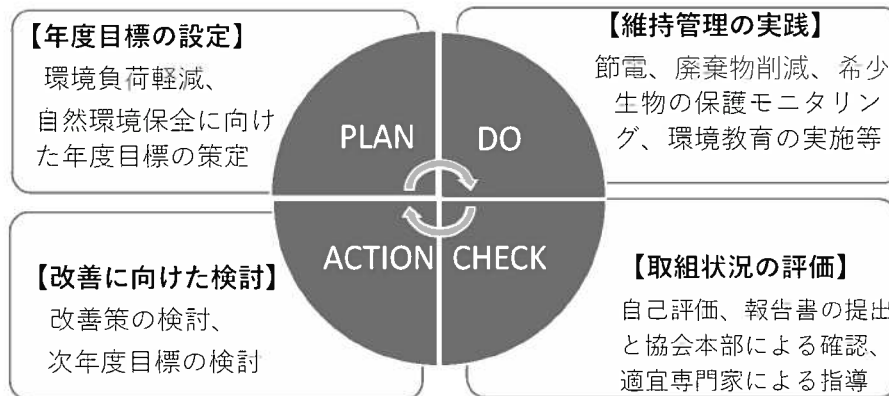 【年度目標の設定】
環境負荷軽減、
自然環境保全に向け
た年度目標の策定
【維持管理の実践】
節電、廃棄物削減、希少
生物の保護モニタリン
グ、環境教育の実施等
PLAN
DO
ACTION
CHECK
【改善に向けた検討】
改善策の検討、
次年度目標の検討
【取組状況の評価】
自己評価、報告書の提出
と協会本部による確認、
適宜専門家による指導